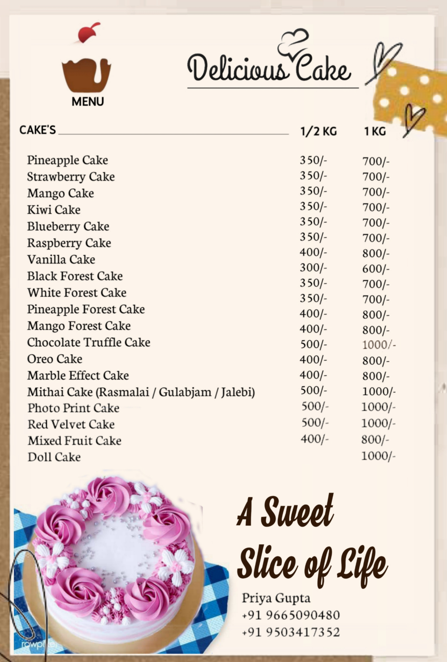 MENU
Delicious Cake
CAKE'S 1/2 KG 1 KG
Pineapple Cake
Strawberry Cake
Mango Cake
Kiwi Cake
Blueberry Cake
Raspberry Cake
Vanilla Cake
Black Forest Cake
White Forest Cake
Pineapple Forest Cake
Mango Forest Cake
Chocolate Truffle Cake
Oreo Cake
Marble Effect Cake
Mithai Cake (Rasmalai / Gulabjam / Jalebi)
Photo Print Cake
Red Velvet Cake
Mixed Fruit Cake
Doll Cake
350/- 700/-
350/- 700/-
350/- 700/-
350/- 700/-
350/- 700/-
350/- 700/-
400/- 800/-
300/- 600/-
350/- 700/-
350/- 700/-
400/- 800/-
400/- 800/-
500/- 1000/-
400/- 800/-
400/- 800/-
500/- 1000/-
500/- 1000/-
500/- 1000/-
400/- 800/-
1000/-
A Sweet
Slice of Life
Priya Gupta
+91 9665090480
+91 9503417352